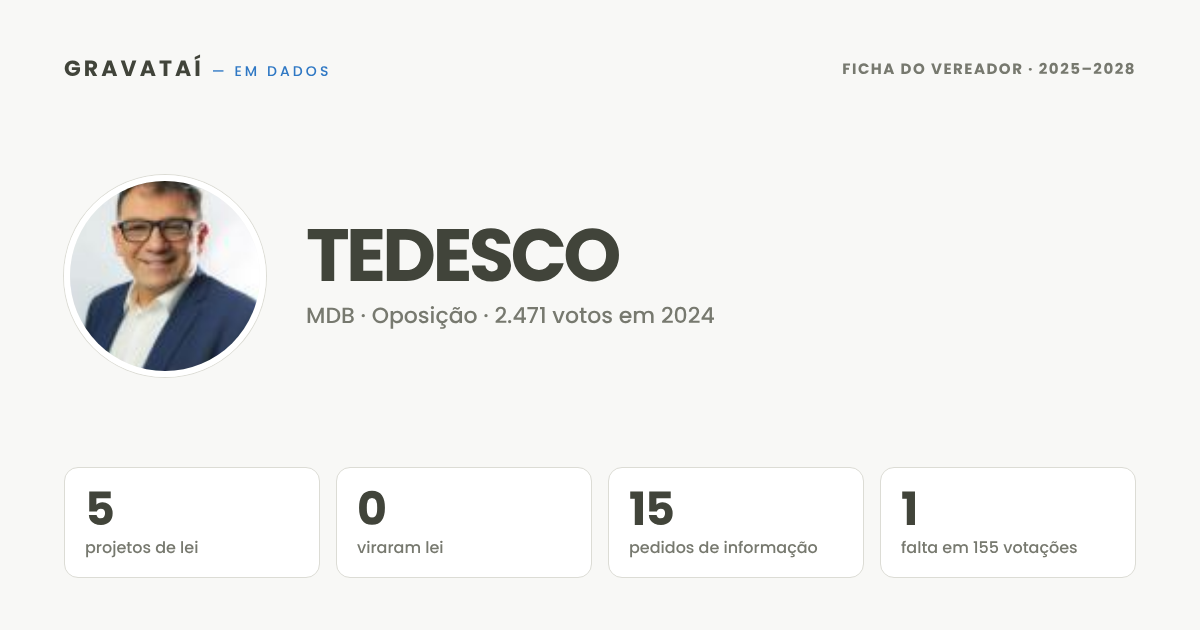 GRAVATAÍ — EM DADOS
FICHA DO VEREADOR · 2025–2028
TEDESCO
MDB · Oposição · 2.471 votos em 2024
5
projetos de lei
0
viraram lei
15
pedidos de informação
1
falta em 155 votações